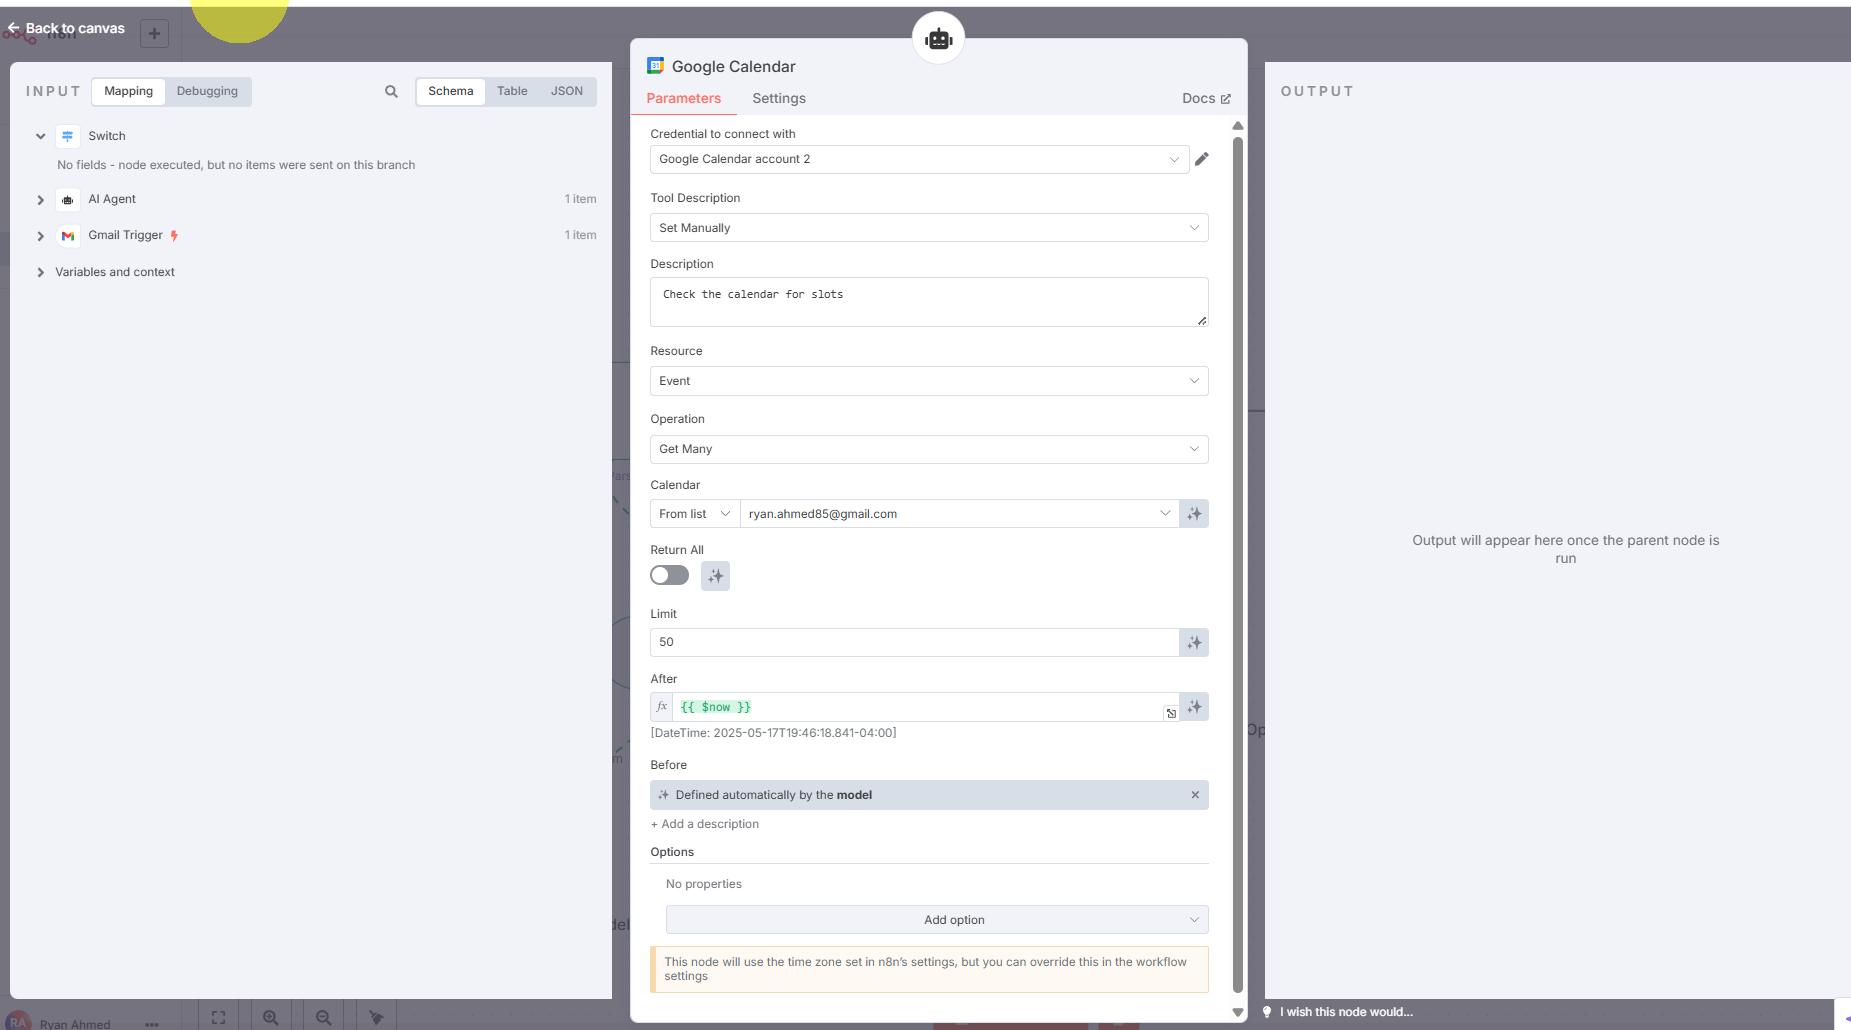 Back to canvas
n8n
INPUT
Mapping
Debugging
Schema
Table
JSON
Switch
No fields - node executed, but no items were sent on this branch
AI Agent
1 item
Gmail Trigger
1 item
Variables and context
Google Calendar
Parameters
Settings
Docs
Credential to connect with
Google Calendar account 2
Tool Description
Set Manually
Description
Check the calendar for slots
Resource
Event
Operation
Get Many
Calendar
From list
ryan.ahmed85@gmail.com
Return All
Limit
50
After
fx
{{ $now }}
[DateTime: 2025-05-17T19:46:18.841-04:00]
Before
Defined automatically by the model
+ Add a description
Options
No properties
Add option
This node will use the time zone set in n8n's settings, but you can override this in the workflow
settings
OUTPUT
Output will appear here once the parent node is
run
I wish this node would...
RA
Ryan Ahmed